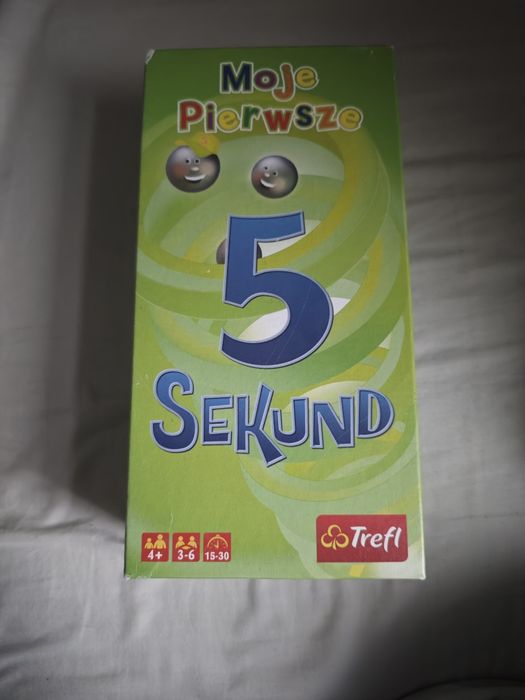 Moje
Pierwsze
5
SEKUND
4+
3-6
15-30
Trefl